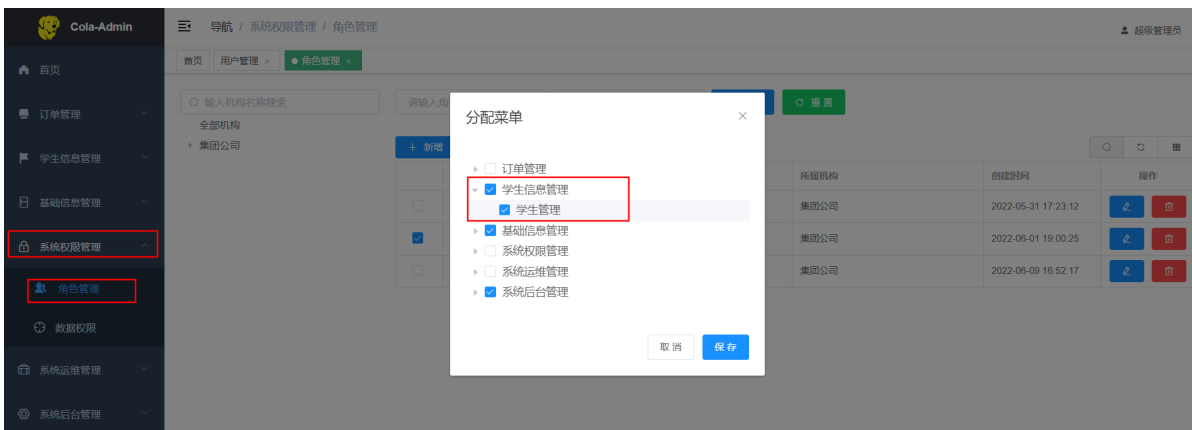 Cola-Admin
导航 / 系统权限管理 / 角色管理
超级管理员
首页
用户管理 ×
角色管理 ×
首页
订单管理
学生信息管理
基础信息管理
系统权限管理
角色管理
数据权限
系统运维管理
系统后台管理
输入机构名称搜索
全部机构
集团公司
请输入角
重置
+ 新增
所属机构 创建时间 操作
集团公司 2022-05-31 17:23:12
集团公司 2022-06-01 19:00:25
集团公司 2022-06-09 16:52:17
分配菜单
订单管理
学生信息管理
学生管理
基础信息管理
系统权限管理
系统运维管理
系统后台管理
取消 保存